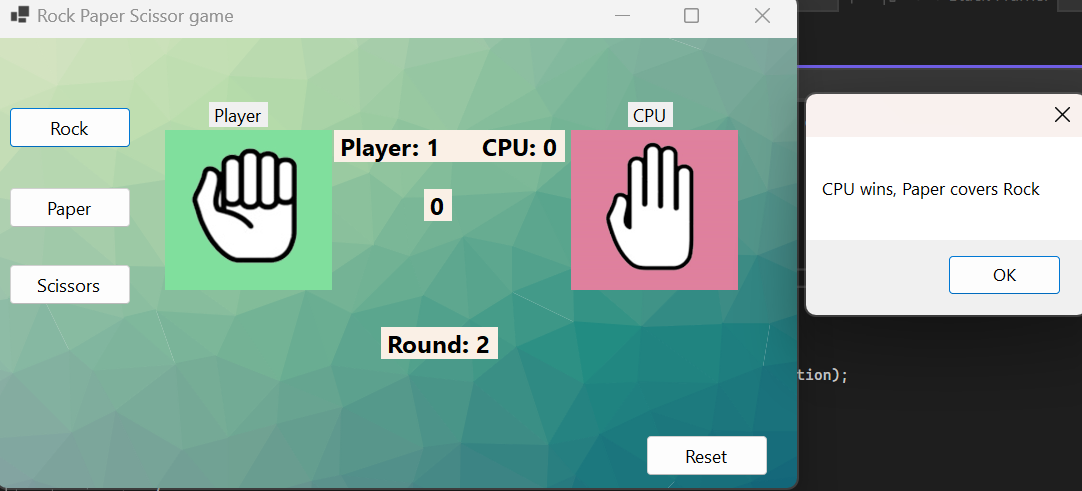 Rock Paper Scissor game
Player
CPU
Rock
Player: 1 CPU: 0
CPU wins, Paper covers Rock
Paper
0
OK
Scissors
Round: 2
tion);
Reset